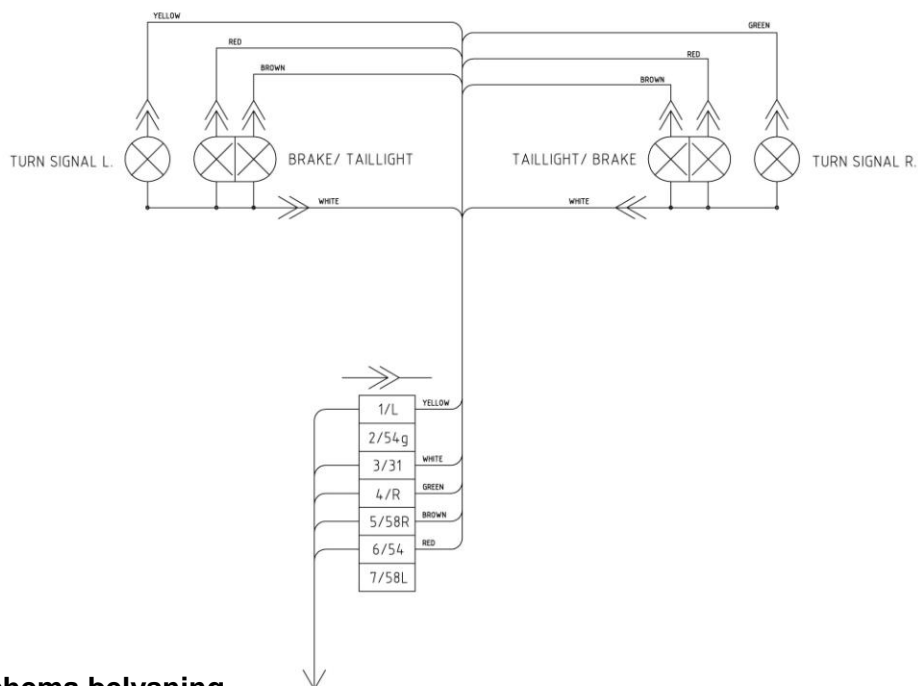 YELLOW
GREEN
RED
RED
BROWN
BROWN
TURN SIGNAL L.
BRAKE/ TAILLIGHT
TAILLIGHT/ BRAKE
TURN SIGNAL R.
WHITE
WHITE
1/L
YELLOW
2/54g
3/31
WHITE
4/R
GREEN
5/58R
BROWN
6/54
RED
7/58L
belysning